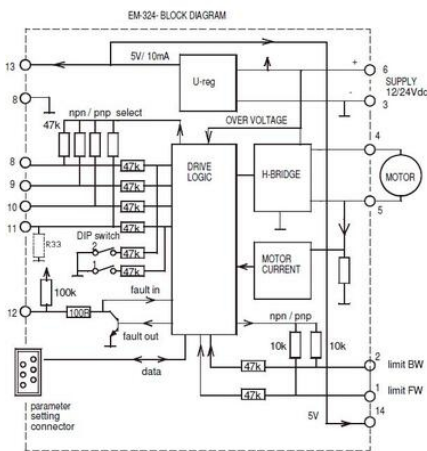 EM-324- BLOCK DIAGRAM
5V/ 10mA
13
U-reg
+
6
SUPPLY
12/24Vdc
-
3
8
47k
npn / pnp select
OVER VOLTAGE
4
8
47k
DRIVE
LOGIC
H-BRIDGE
MOTOR
9
47k
10
47k
5
11
47k
R33
DIP switch
2
47k
1
47k
MOTOR
CURRENT
100k
fault in
12
100R
npn / pnp
fault out
10k
10k
data
2
limit BW
47k
1
limit FW
47k
parameter
setting
connector
5V
14